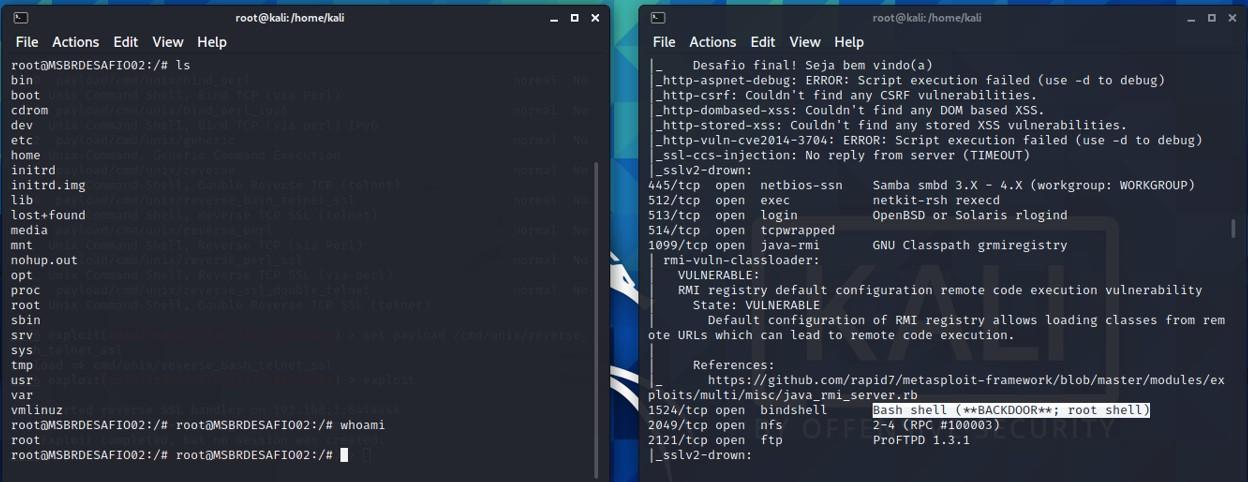 root@kali: /home/kali
File Actions Edit View Help
root@MSBRDESAFIO02:/# ls
bin
boot
cdrom
dev
etc
home
initrd
initrd.img
lib
lost+found
media
mnt
nohup.out
opt
proc
root
sbin
srv
sys
tmp
usr
var
vmlinuz
root@MSBRDESAFIO02:/# root@MSBRDESAFIO02:/# whoami
root
root@MSBRDESAFIO02:/# root@MSBRDESAFIO02:/#
root@kali: /home/kali
File Actions Edit View Help
|_    Desafio final! Seja bem vindo(a)
|_http-aspnet-debug: ERROR: Script execution failed (use -d to debug)
|_http-csrf: Couldn't find any CSRF vulnerabilities.
|_http-dombased-xss: Couldn't find any DOM based XSS.
|_http-stored-xss: Couldn't find any stored XSS vulnerabilities.
|_http-vuln-cve2014-3704: ERROR: Script execution failed (use -d to debug)
|_ssl-ccs-injection: No reply from server (TIMEOUT)
|_sslv2-drown:
445/tcp  open  netbios-ssn    Samba smbd 3.X - 4.X (workgroup: WORKGROUP)
512/tcp  open  exec           netkit-rsh rexecd
513/tcp  open  login          OpenBSD or Solaris rlogind
514/tcp  open  tcpwrapped
1099/tcp open  java-rmi       GNU Classpath grmiregistry
| rmi-vuln-classloader:
|   VULNERABLE:
|   RMI registry default configuration remote code execution vulnerability
|     State: VULNERABLE
|       Default configuration of RMI registry allows loading classes from rem
ote URLs which can lead to remote code execution.
|
|     References:
|_      https://github.com/rapid7/metasploit-framework/blob/master/modules/ex
ploits/multi/misc/java_rmi_server.rb
1524/tcp open  bindshell      Bash shell (**BACKDOOR**; root shell)
2049/tcp open  nfs            2-4 (RPC #100003)
2121/tcp open  ftp            ProFTPD 1.3.1
|_sslv2-drown:
KALI